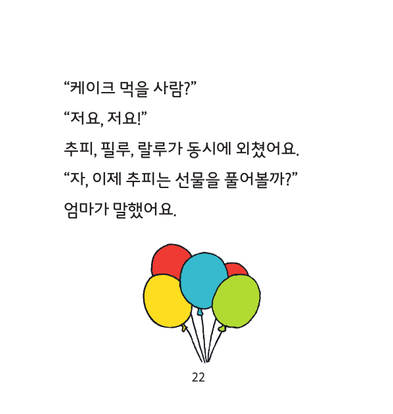 “케이크 먹을 사람?”
“저요, 저요!”
추피, 필루, 랄루가 동시에 외쳤어요.
“자, 이제 추피는 선물을 풀어볼까?”
엄마가 말했어요.
22